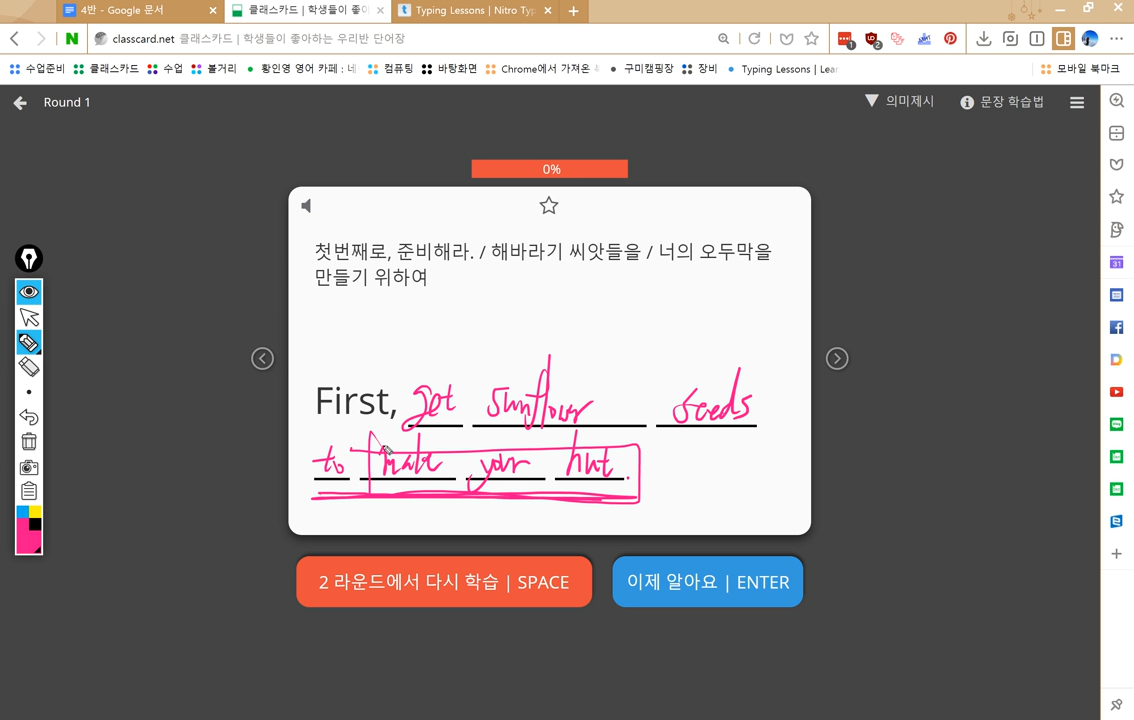 4반 - Google 문서
클래스카드 | 학생들이 좋아
Typing Lessons | Nitro Typ
classcard.net 클래스카드 | 학생들이 좋아하는 우리반 단어장
수업준비 클래스카드 수업 볼거리 황인영 영어 카페 : 네 컴퓨팅 바탕화면 Chrome에서 가져온 구미캠핑장 장비 Typing Lessons | Lear 모바일 북마크
Round 1 의미제시 문장 학습법
0%
첫번째로, 준비해라. / 해바라기 씨앗들을 / 너의 오두막을
만들기 위하여
First, get sunflower seeds
to make your hut.
2 라운드에서 다시 학습 | SPACE
이제 알아요 | ENTER